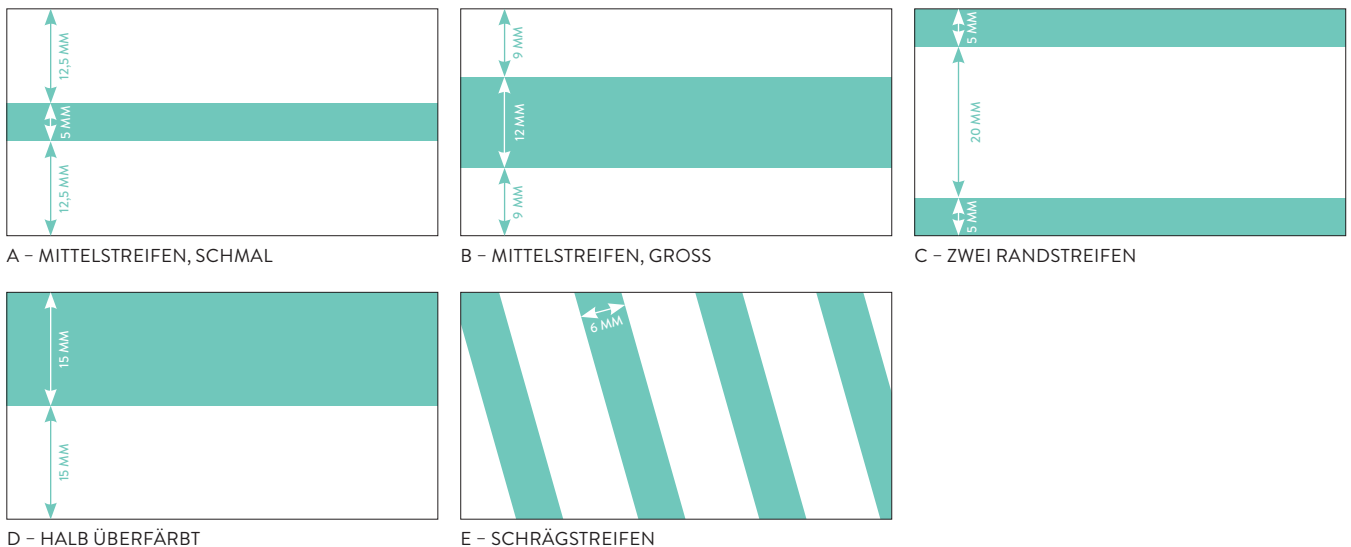 12,5 MM
5 MM
12,5 MM
A – MITTELSTREIFEN, SCHMAL
9 MM
12 MM
9 MM
B – MITTELSTREIFEN, GROSS
5 MM
20 MM
5 MM
C – ZWEI RANDSTREIFEN
15 MM
15 MM
D – HALB ÜBERFÄRBT
6 MM
E – SCHRÄGSTREIFEN